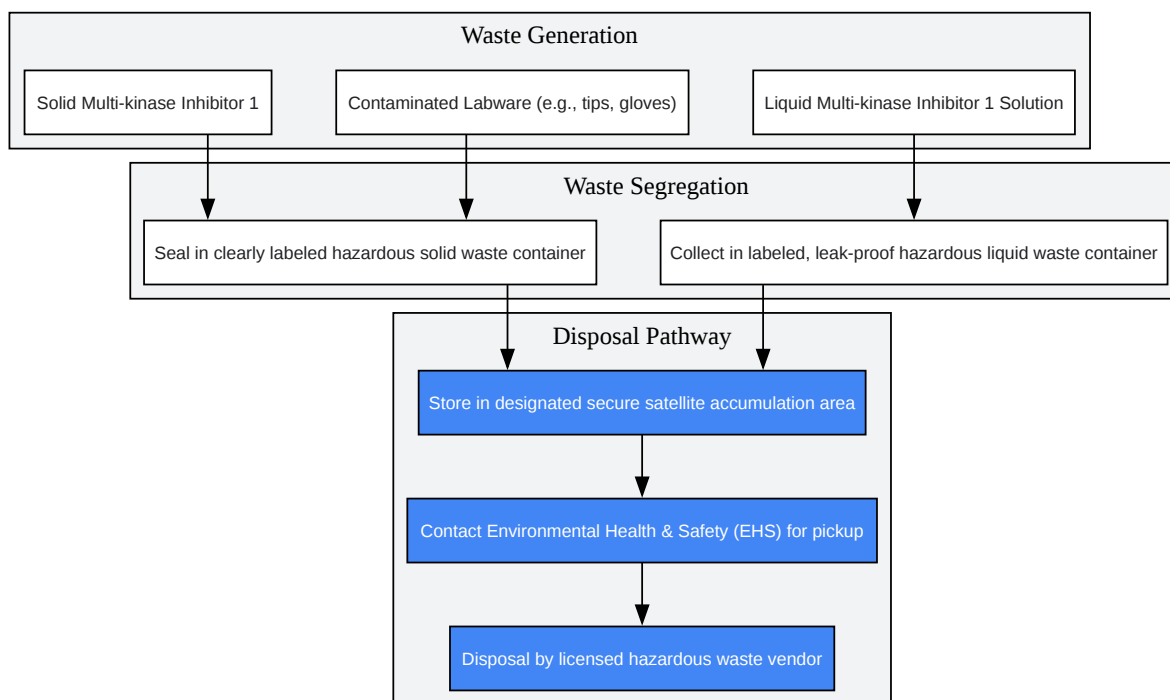 Waste Generation
Solid Multi-kinase Inhibitor 1
Contaminated Labware (e.g., tips, gloves)
Liquid Multi-kinase Inhibitor 1 Solution
Waste Segregation
Seal in clearly labeled hazardous solid waste container
Collect in labeled, leak-proof hazardous liquid waste container
Disposal Pathway
Store in designated secure satellite accumulation area
Contact Environmental Health & Safety (EHS) for pickup
Disposal by licensed hazardous waste vendor